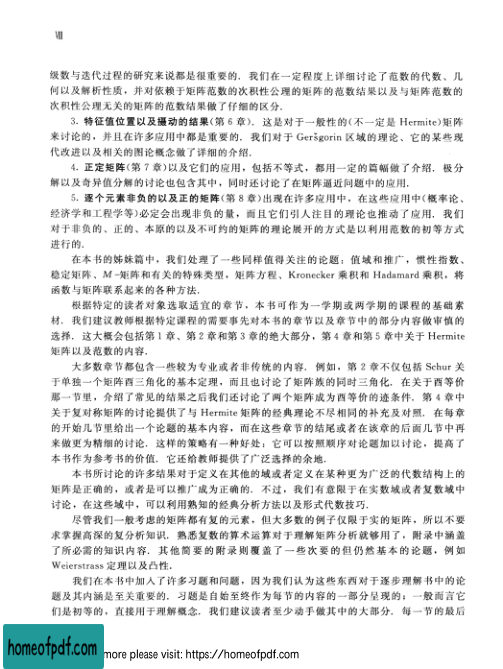 Ⅷ
级数与迭代过程的研究来说都是很重要的. 我们在一定程度上详细讨论了范数的代数、几
何以及解析性质，并对依赖于矩阵范数的次积性公理的矩阵的范数结果以及与矩阵范数的
次积性公理无关的矩阵的范数结果做了仔细的区分.
3. 特征值位置以及摄动的结果(第 6 章). 这是对于一般性的(不一定是 Hermite)矩阵
来讨论的，并且在许多应用中都是重要的. 我们对于 Geršgorin 区域的理论、它的某些现
代改进以及相关的图论概念做了详细的介绍.
4. 正定矩阵(第 7 章)以及它们的应用，包括不等式，都用一定的篇幅做了介绍. 极分
解以及奇异值分解的讨论也包含其中，同时还讨论了在矩阵逼近问题中的应用.
5. 逐个元素非负的以及正的矩阵(第 8 章)出现在许多应用中，在这些应用中(概率论、
经济学和工程学等)必定会出现非负的量，而且它们引人注目的理论也推动了应用. 我们
对于非负的、正的、本原的以及不可约的矩阵的理论展开的方式是以利用范数的初等方式
进行的.
在本书的姊妹篇中，我们处理了一些同样值得关注的论题：值域和推广，惯性指数、
稳定矩阵、M-矩阵和有关的特殊类型，矩阵方程、Kronecker 乘积和 Hadamard 乘积，将
函数与矩阵联系起来的各种方法.
根据特定的读者对象选取适宜的章节，本书可作为一学期或两学期的课程的基础素
材. 我们建议教师根据特定课程的需要事先对本书的章节以及章节中的部分内容做审慎的
选择. 这大概会包括第 1 章、第 2 章和第 3 章的绝大部分，第 4 章和第 5 章中关于 Hermite
矩阵以及范数的内容.
大多数章节都包含一些较为专业或者非传统的内容. 例如，第 2 章不仅包括 Schur 关
于单独一个矩阵酉三角化的基本定理，而且也讨论了矩阵族的同时三角化. 在关于酉等价
那一节里，介绍了常见的结果之后我们还讨论了两个矩阵成为酉等价的迹条件. 第 4 章中
关于复对称矩阵的讨论提供了与 Hermite 矩阵的经典理论不尽相同的补充及对照. 在每章
的开始几节里给出一个论题的基本内容，而在这些章节的结尾或者在该章的后面几节中再
来做更为精细的讨论. 这样的策略有一种好处：它可以按照顺序对论题加以讨论，提高了
本书作为参考书的价值. 它还给教师提供了广泛选择的余地.
本书所讨论的许多结果对于定义在其他的域或者定义在某种更为广泛的代数结构上的
矩阵是正确的，或者是可以推广成为正确的. 不过，我们有意限于在实数域或者复数域中
讨论，在这些域中，可以利用熟知的经典分析方法以及形式代数技巧.
尽管我们一般考虑的矩阵都有复的元素，但大多数的例子仅限于实的矩阵，所以不要
求掌握高深的复分析知识. 熟悉复数的算术运算对于理解矩阵分析就够用了，附录中涵盖
了所必需的知识内容. 其他简要的附录则覆盖了一些次要的但仍然基本的论题，例如
Weierstrass 定理以及凸性.
我们在本书中加入了许多习题和问题，因为我们认为这些东西对于逐步理解书中的论
题及其内涵是至关重要的. 习题是自始至终作为每节的内容的一部分呈现的；一般而言它
们是初等的，直接用于理解概念. 我们建议读者至少动手做其中的大部分. 每一节的最后
homeofpdf.com
more please visit: https://homeofpdf.com